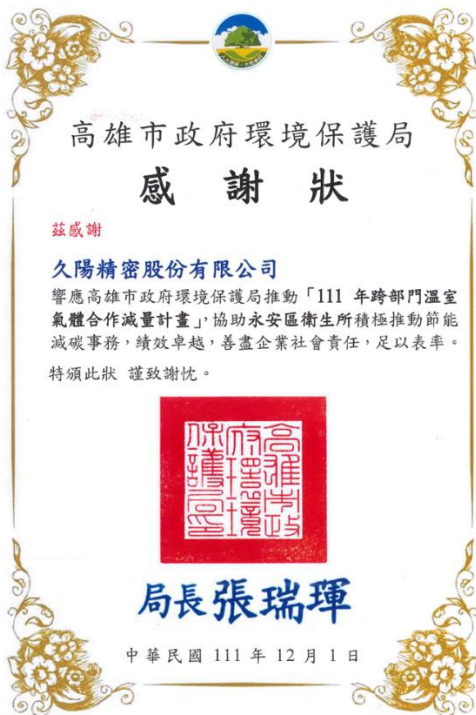 高雄市政府環境保護局
感謝狀
茲感謝
久陽精密股份有限公司
響應高雄市政府環境保護局推動「111 年跨部門溫室
氣體合作減量計畫」，協助永安區衛生所積極推動節能
減碳事務，績效卓越，善盡企業社會責任，足以表率。
特頒此狀 謹致謝忱。
高雄市政
府環境
保護局印
局長張瑞琿
中華民國 111 年 12 月 1 日